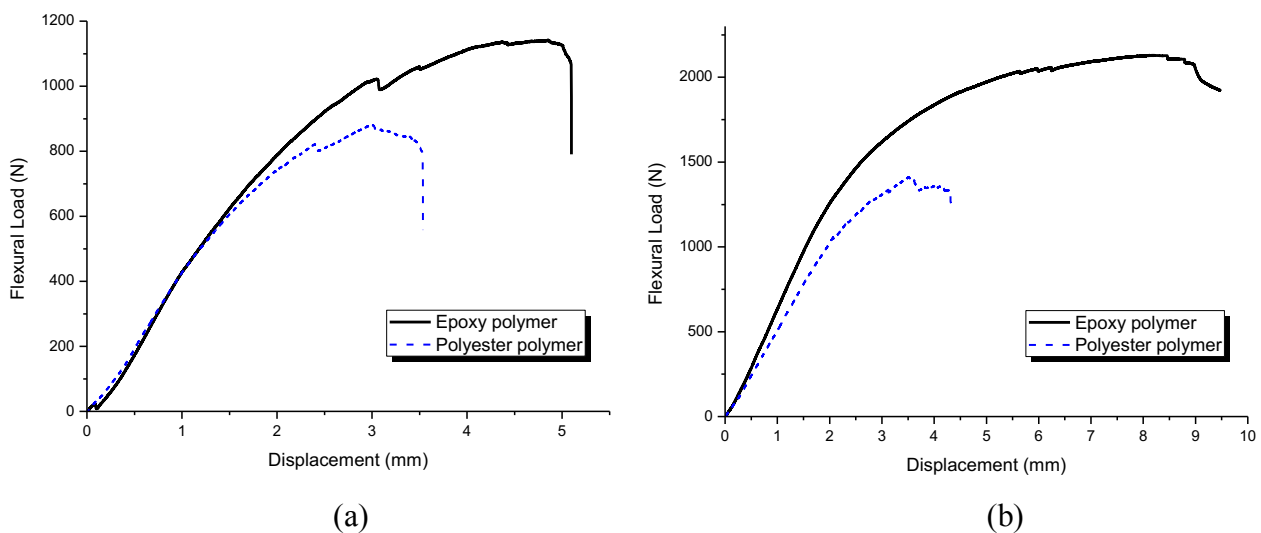 1200
1000
800
600
400
200
0
0 1 2 3 4 5
Flexural Load (N)
Displacement (mm)
Epoxy polymer
Polyester polymer
(a)
2000
1500
1000
500
0
0 1 2 3 4 5 6 7 8 9 10
Flexural Load (N)
Displacement (mm)
Epoxy polymer
Polyester polymer
(b)